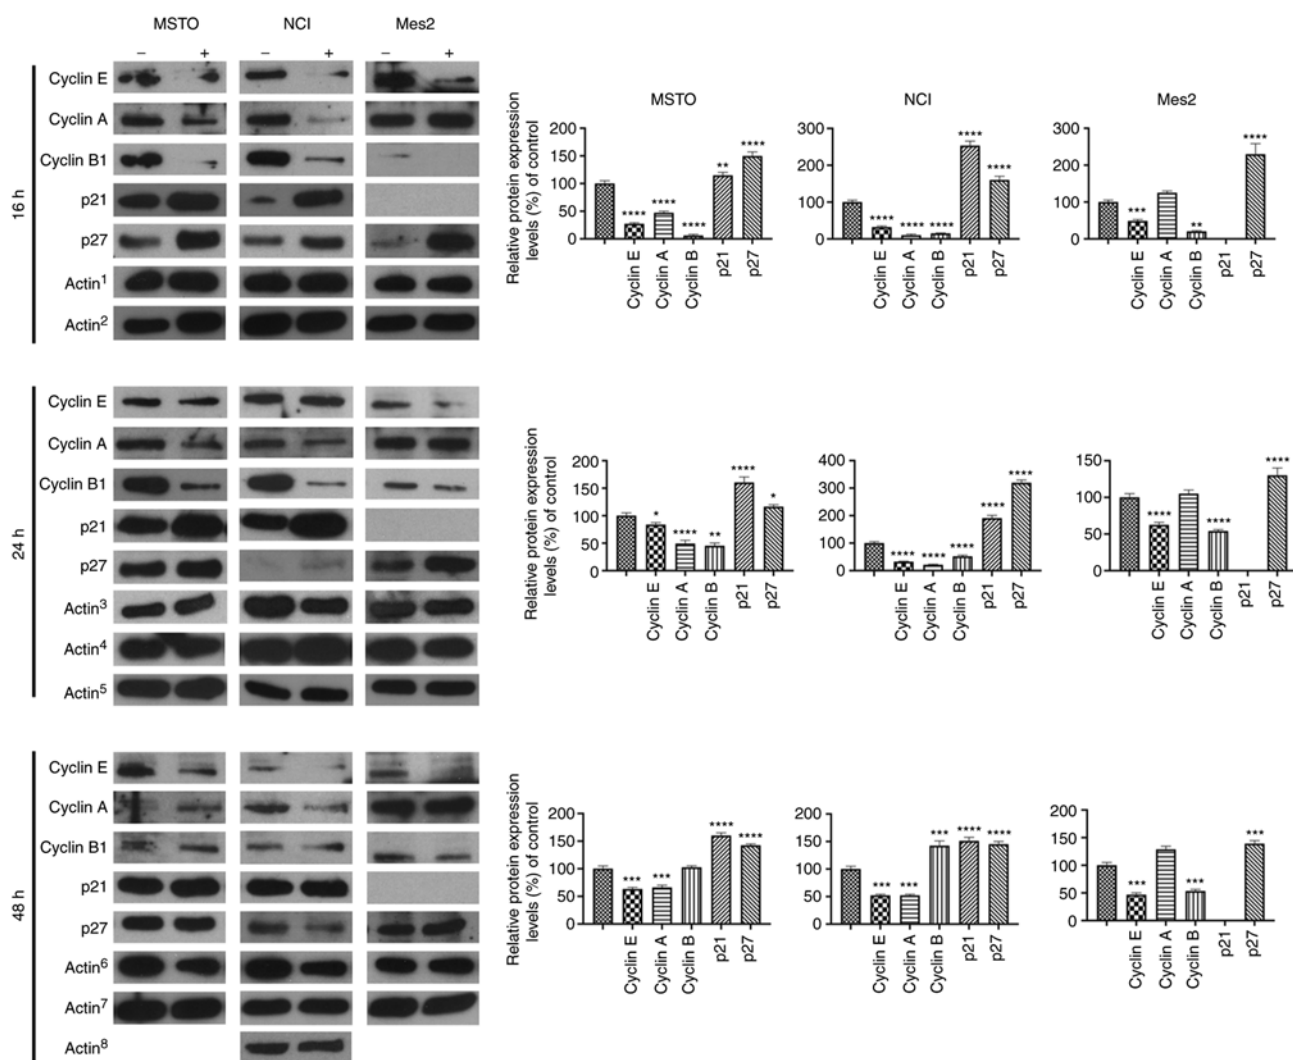 MSTO NCI Mes2
– + – + – +
16 h
Cyclin E
Cyclin A
Cyclin B1
p21
p27
Actin1
Actin2
Relative protein expression
levels (%) of control
MSTO
200
150
100
50
0
**** **** **** ** ****
Cyclin E
Cyclin A
Cyclin B
p21
p27
NCI
300
200
100
0
**** **** **** **** ****
Cyclin E
Cyclin A
Cyclin B
p21
p27
Mes2
300
200
100
0
*** ** ****
Cyclin E
Cyclin A
Cyclin B
p21
p27
24 h
Cyclin E
Cyclin A
Cyclin B1
p21
p27
Actin3
Actin4
Actin5
Relative protein expression
levels (%) of control
200
150
100
50
0
* **** ** **** *
Cyclin E
Cyclin A
Cyclin B
p21
p27
400
300
200
100
0
**** **** **** **** ****
Cyclin E
Cyclin A
Cyclin B
p21
p27
150
100
50
0
**** **** ****
Cyclin E
Cyclin A
Cyclin B
p21
p27
48 h
Cyclin E
Cyclin A
Cyclin B1
p21
p27
Actin6
Actin7
Actin8
Relative protein expression
levels (%) of control
200
150
100
50
0
*** *** **** ****
Cyclin E
Cyclin A
Cyclin B
p21
p27
200
150
100
50
0
*** *** *** **** ****
Cyclin E
Cyclin A
Cyclin B
p21
p27
200
150
100
50
0
*** *** ***
Cyclin E
Cyclin A
Cyclin B
p21
p27